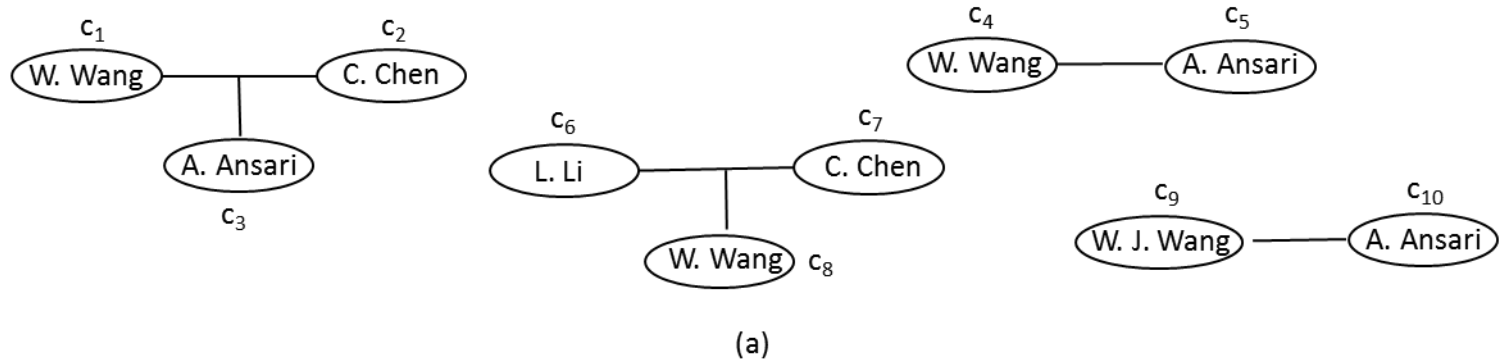 c₁ c₂
W. Wang C. Chen
A. Ansari
c₃
c₄ c₅
W. Wang A. Ansari
c₆ c₇
L. Li C. Chen
W. Wang c₈
c₉ c₁₀
W. J. Wang A. Ansari
(a)